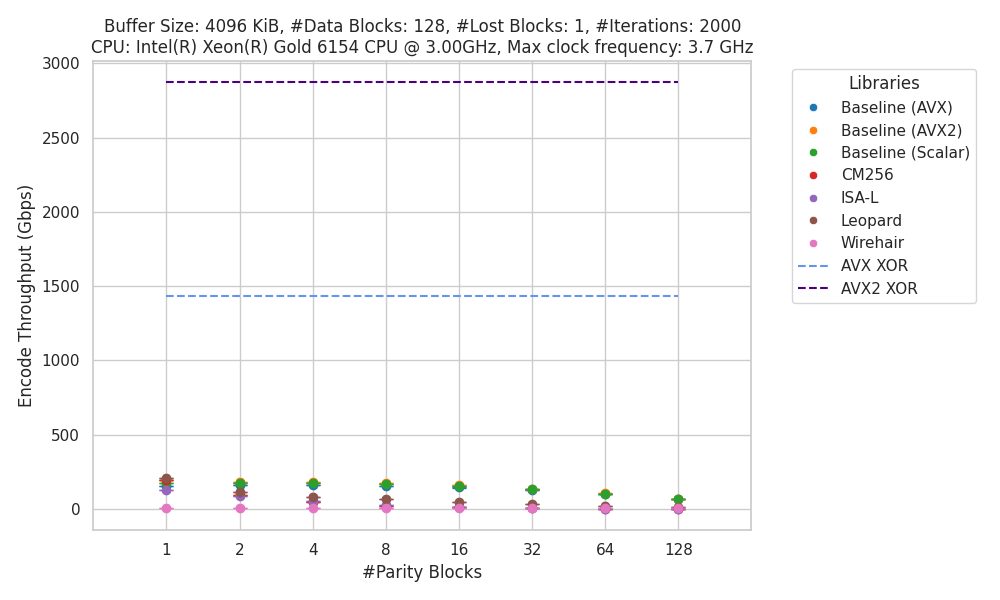 Buffer Size: 4096 KiB, #Data Blocks: 128, #Lost Blocks: 1, #Iterations: 2000
CPU: Intel(R) Xeon(R) Gold 6154 CPU @ 3.00GHz, Max clock frequency: 3.7 GHz
Encode Throughput (Gbps)
3000
2500
2000
1500
1000
500
0
1 2 4 8 16 32 64 128
#Parity Blocks
Libraries
Baseline (AVX)
Baseline (AVX2)
Baseline (Scalar)
CM256
ISA-L
Leopard
Wirehair
AVX XOR
AVX2 XOR